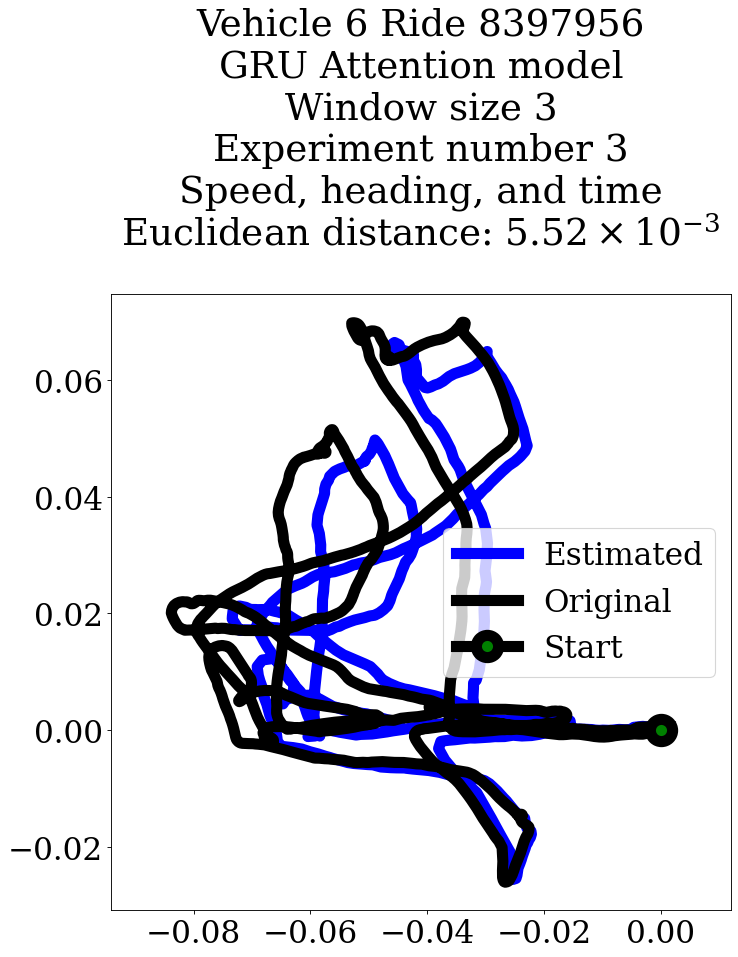 Vehicle 6 Ride 8397956
GRU Attention model
Window size 3
Experiment number 3
Speed, heading, and time
Euclidean distance: 5.52 × 10⁻³
0.06
0.04
0.02
0.00
−0.02
Estimated
Original
Start
−0.08 −0.06 −0.04 −0.02 0.00